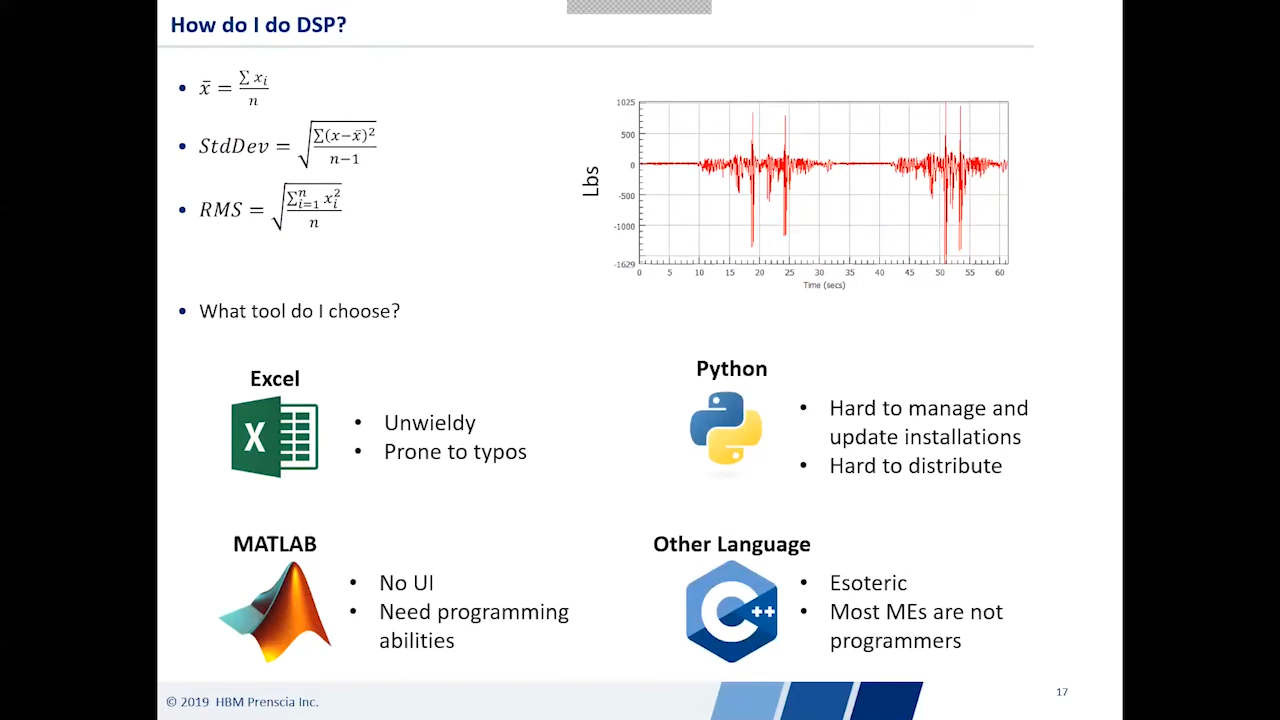 How do I do DSP?
• x̄ = ∑ xᵢ / n
• StdDev = √(∑(x−x̄)² / n−1)
• RMS = √(∑ⁿᵢ₌₁ xᵢ² / n)
1025
500
0
-500
-1000
-1629
Lbs
0 5 10 15 20 25 30 35 40 45 50 55 60
Time (secs)
• What tool do I choose?
Excel
X
• Unwieldy
• Prone to typos
Python
• Hard to manage and
update installations
• Hard to distribute
MATLAB
• No UI
• Need programming
abilities
Other Language
C++
• Esoteric
• Most MEs are not
programmers
© 2019 HBM Prenscia Inc.
17